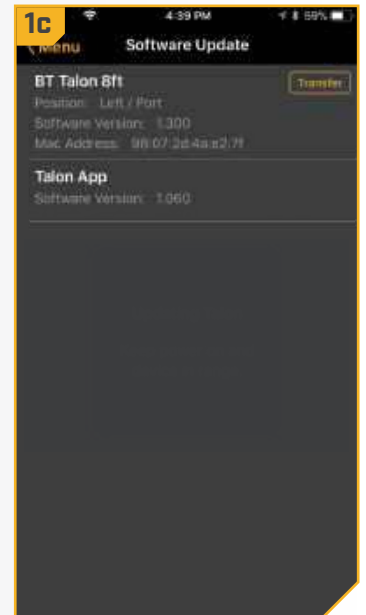 1c
4:39 PM
59%
Menu
Software Update
BT Talon 8ft
Transfer
Position: Left / Port
Software Version: 1.300
Mac Address: 98:07:2d:4a:e2:7f
Talon App
Software Version: 1.060